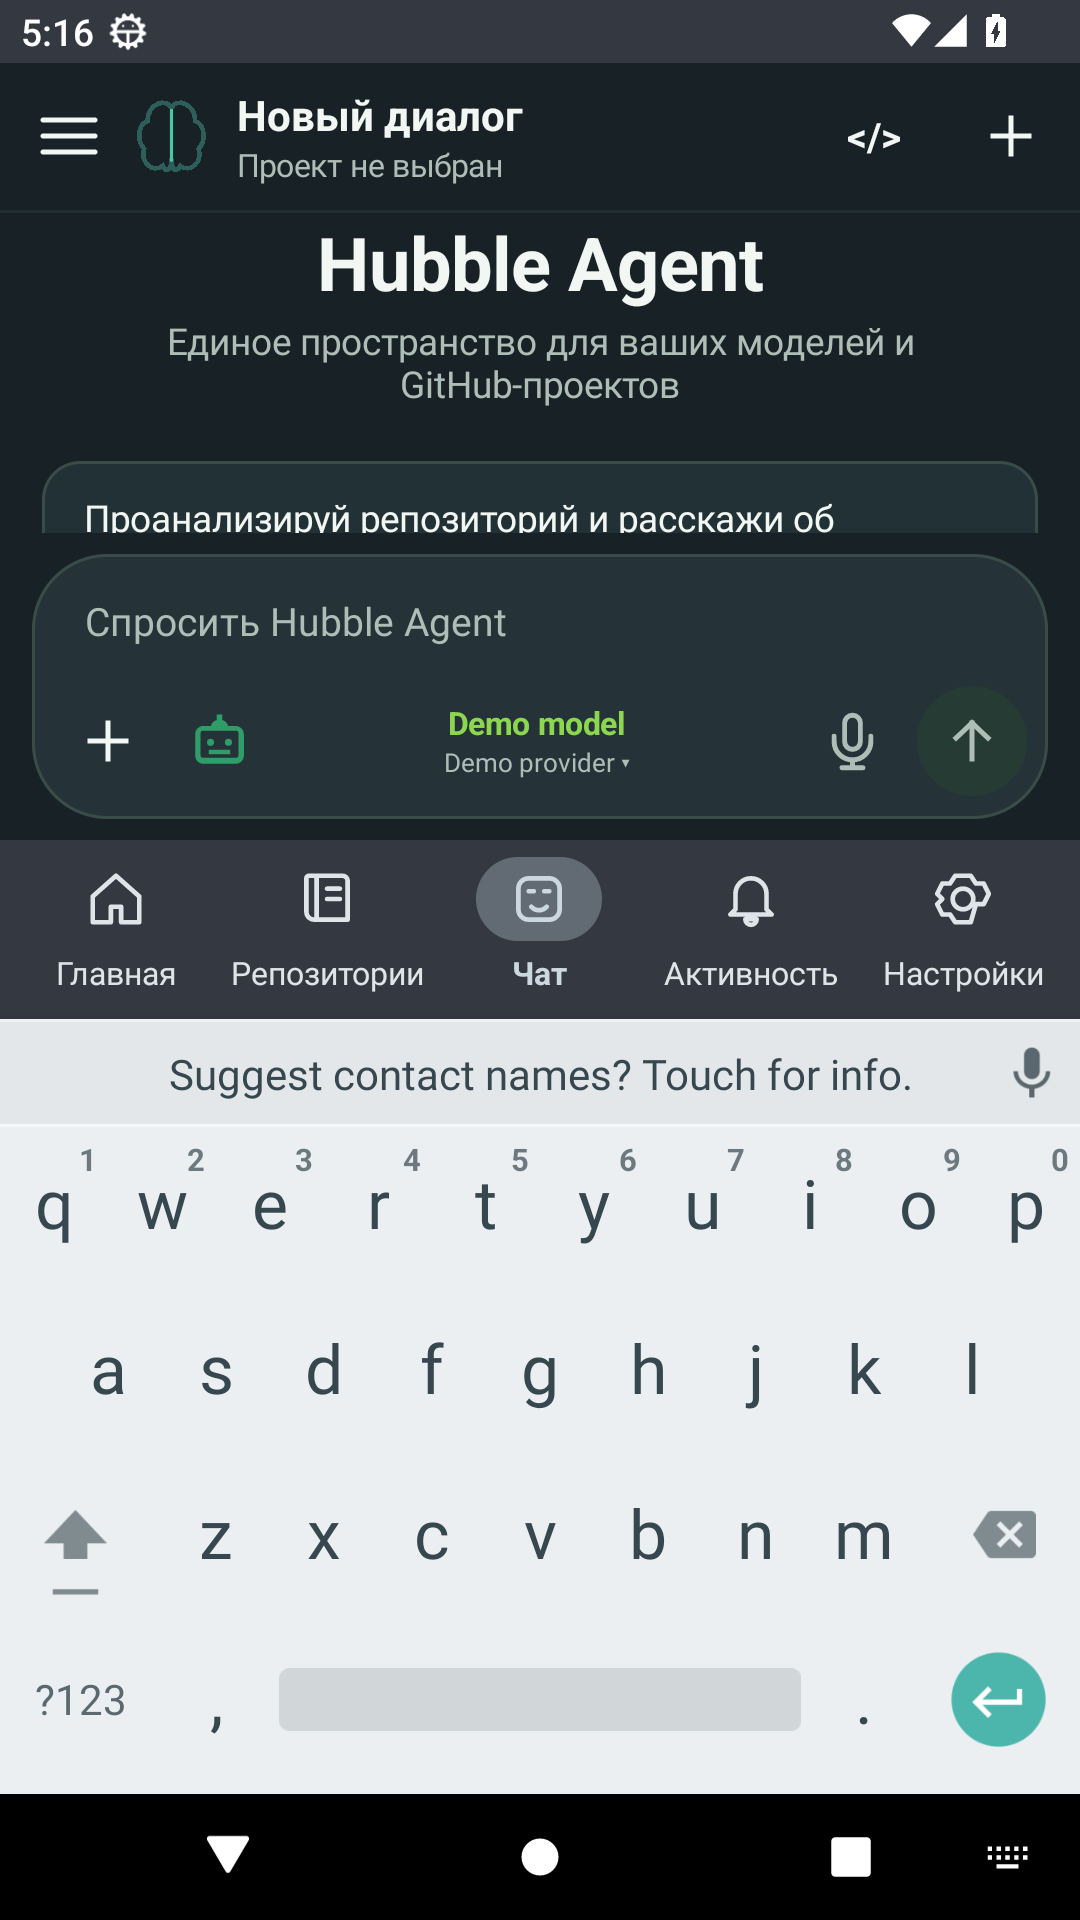 5:16
Новый диалог
Проект не выбран
</>
Hubble Agent
Единое пространство для ваших моделей и
GitHub-проектов
Проанализируй репозиторий и расскажи об
Спросить Hubble Agent
Demo model
Demo provider ▾
Главная Репозитории Чат Активность Настройки
Suggest contact names? Touch for info.
1 2 3 4 5 6 7 8 9 0
q w e r t y u i o p
a s d f g h j k l
z x c v b n m
?123 , .